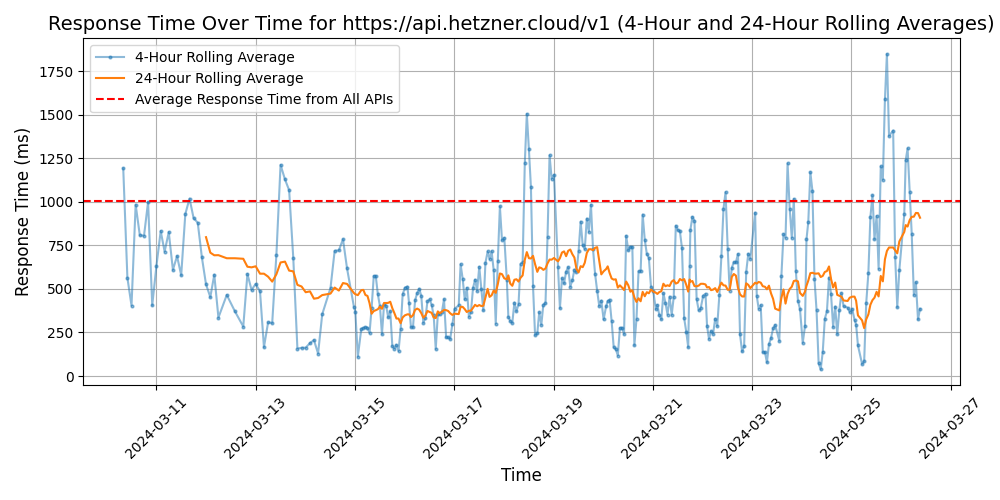 Response Time Over Time for https://api.hetzner.cloud/v1 (4-Hour and 24-Hour Rolling Averages)
4-Hour Rolling Average
24-Hour Rolling Average
Average Response Time from All APIs
Response Time (ms)
1750
1500
1250
1000
750
500
250
0
2024-03-11
2024-03-13
2024-03-15
2024-03-17
2024-03-19
2024-03-21
2024-03-23
2024-03-25
2024-03-27
Time